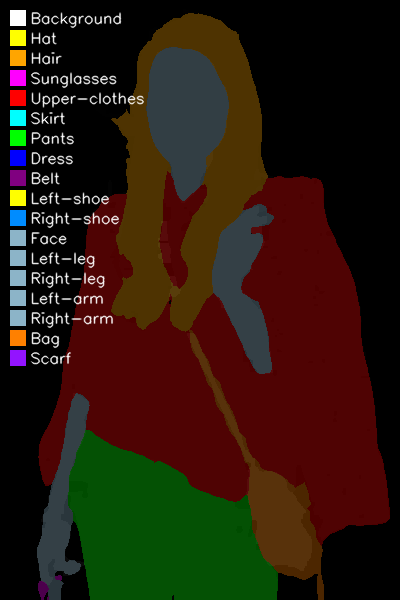 Background
Hat
Hair
Sunglasses
Upper-clothes
Skirt
Pants
Dress
Belt
Left-shoe
Right-shoe
Face
Left-leg
Right-leg
Left-arm
Right-arm
Bag
Scarf